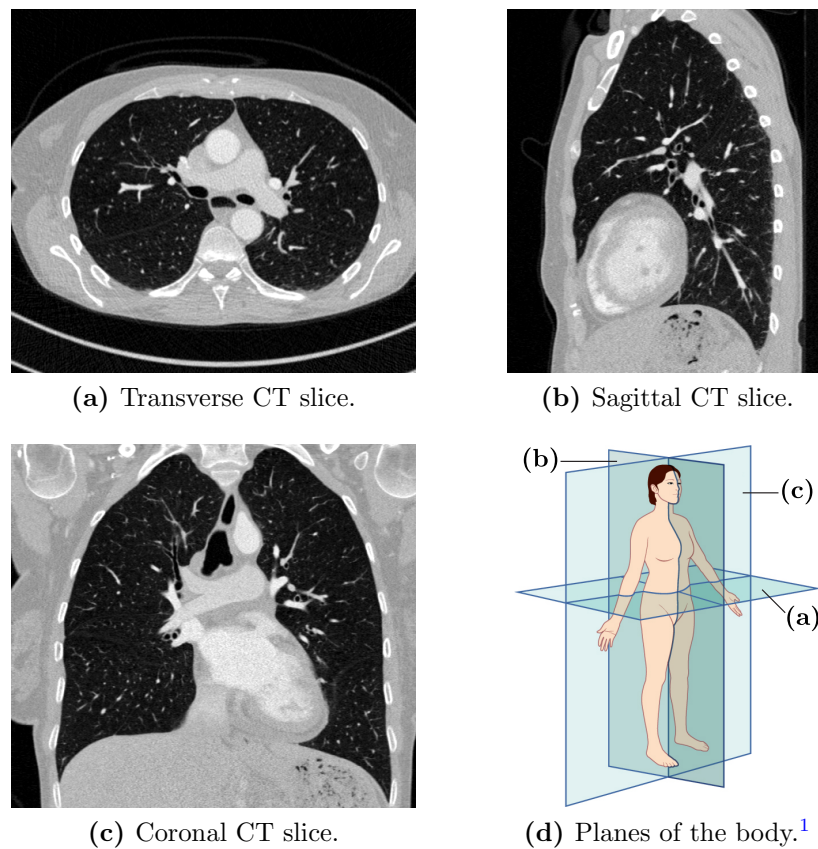 (a) Transverse CT slice.
(b) Sagittal CT slice.
(b)
(c)
(a)
(c) Coronal CT slice.
(d) Planes of the body.1